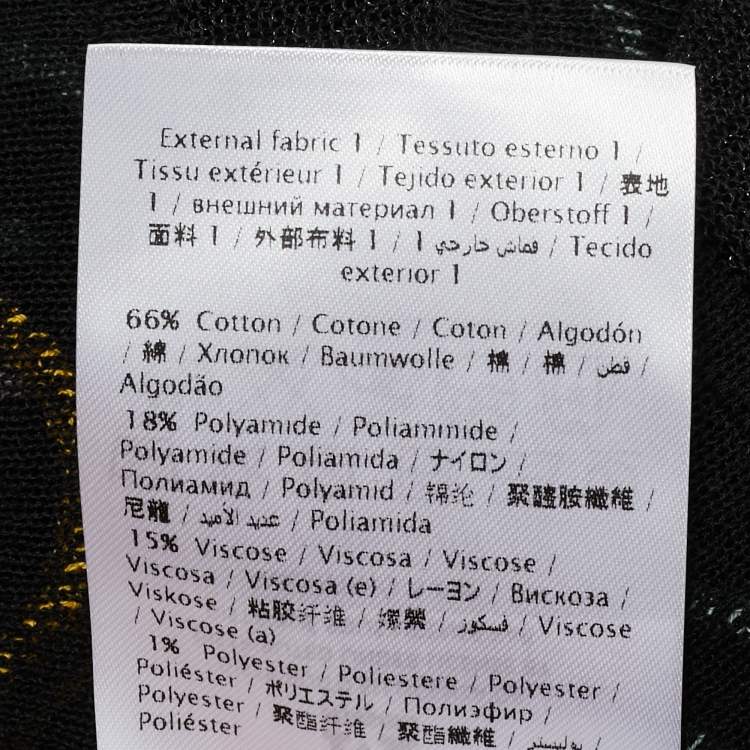 External fabric 1 / Tessuto esterno 1 /
Tissu extérieur 1 / Tejido exterior 1 / 表地
1 / внешний материал 1 / Oberstoff 1 /
面料 1 / 外部布料 1 / قماش خارجي 1 / Tecido
exterior 1
66% Cotton / Cotone / Coton / Algodón
/ 綿 / Хлопок / Baumwolle / 棉 / 棉 / قطن /
Algodão
18% Polyamide / Poliammide /
Polyamide / Poliamida / ナイロン /
Полиамид / Polyamid / 锦纶 / 聚醯胺纖維 /
尼龍 / عديد الأميد / Poliamida
15% Viscose / Viscosa / Viscose /
Viscosa / Viscosa (e) / レーヨン / Вискоза /
Viskose / 粘胶纤维 / 嫘縈 / فسكوز / Viscose
/ Viscose (a)
1% Polyester / Poliestere / Polyester /
Poliéster / ポリエステル / Полиэфир /
Polyester / 聚酯纤维 / 聚酯纖維 / بوليستر /
Poliéster